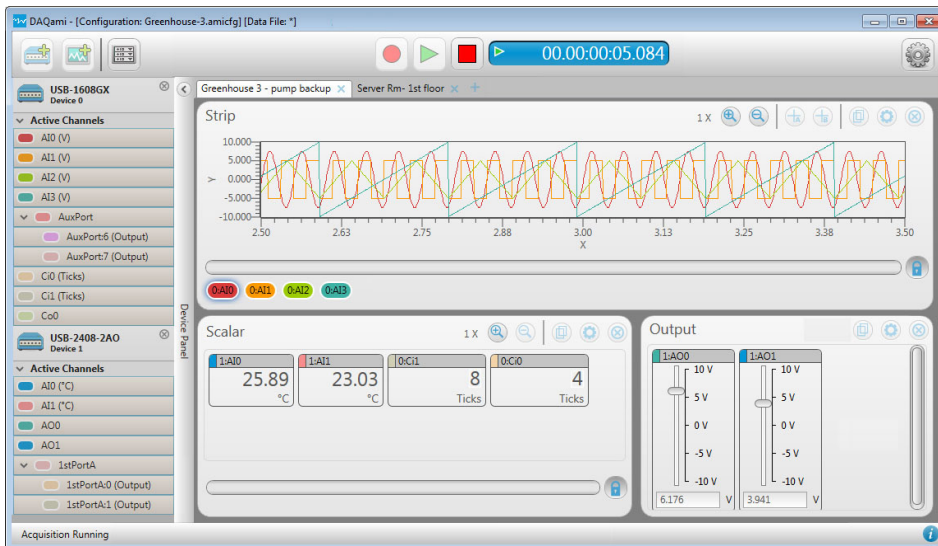 DAQami - [Configuration: Greenhouse-3.amicfg] [Data File: *]
00.00:00:05.084
USB-1608GX
Device 0
Active Channels
AI0 (V)
AI1 (V)
AI2 (V)
AI3 (V)
AuxPort
AuxPort:6 (Output)
AuxPort:7 (Output)
Ci0 (Ticks)
Ci1 (Ticks)
Co0
USB-2408-2AO
Device 1
Active Channels
AI0 (°C)
AI1 (°C)
AO0
AO1
1stPortA
1stPortA:0 (Output)
1stPortA:1 (Output)
Device Panel
Greenhouse 3 - pump backup
Server Rm- 1st floor
Strip
1 X
10.000
5.000
0.000
-5.000
-10.000
Y
2.50 2.63 2.75 2.88 3.00 3.13 3.25 3.38 3.50
X
0:AI0 0:AI1 0:AI2 0:AI3
Scalar
1 X
1:AI0 1:AI1 0:Ci1 0:Ci0
25.89 23.03 8 4
°C °C Ticks Ticks
Output
1:AO0 1:AO1
10 V 10 V
5 V 5 V
0 V 0 V
-5 V -5 V
-10 V -10 V
6.176 V 3.941 V
Acquisition Running